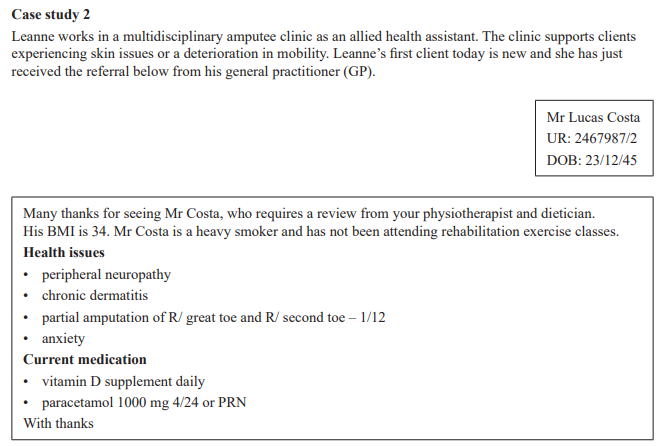 Case study 2
Leanne works in a multidisciplinary amputee clinic as an allied health assistant. The clinic supports clients
experiencing skin issues or a deterioration in mobility. Leanne’s first client today is new and she has just
received the referral below from his general practitioner (GP).
Mr Lucas Costa
UR: 2467987/2
DOB: 23/12/45
Many thanks for seeing Mr Costa, who requires a review from your physiotherapist and dietician.
His BMI is 34. Mr Costa is a heavy smoker and has not been attending rehabilitation exercise classes.
Health issues
• peripheral neuropathy
• chronic dermatitis
• partial amputation of R/ great toe and R/ second toe – 1/12
• anxiety
Current medication
• vitamin D supplement daily
• paracetamol 1000 mg 4/24 or PRN
With thanks